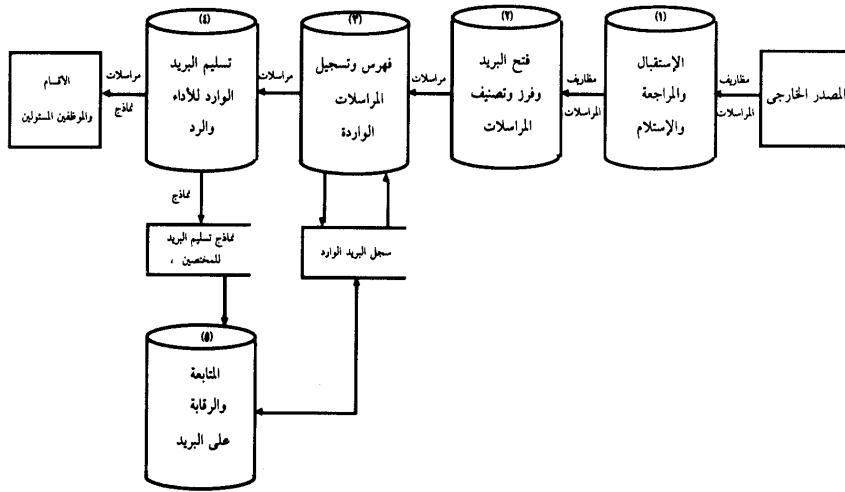 المصدر الخارجى
مظاريف
المراسلات
(١)
الإستقبال
والمراجعة
والإستلام
مظاريف
المراسلات
(٢)
فتح البريد
وفرز وتصنيف
المراسلات
مراسلات
(٣)
فهرس وتسجيل
المراسلات
الواردة
مراسلات
(٤)
تسليم البريد
الوارد للأداء
والرد
مراسلات
نماذج
الأقسام
والموظفين المسئولين
نماذج
نماذج تسليم البريد
للمختصين ،
سجل البريد الوارد
(٥)
المتابعة
والرقابة
على البريد